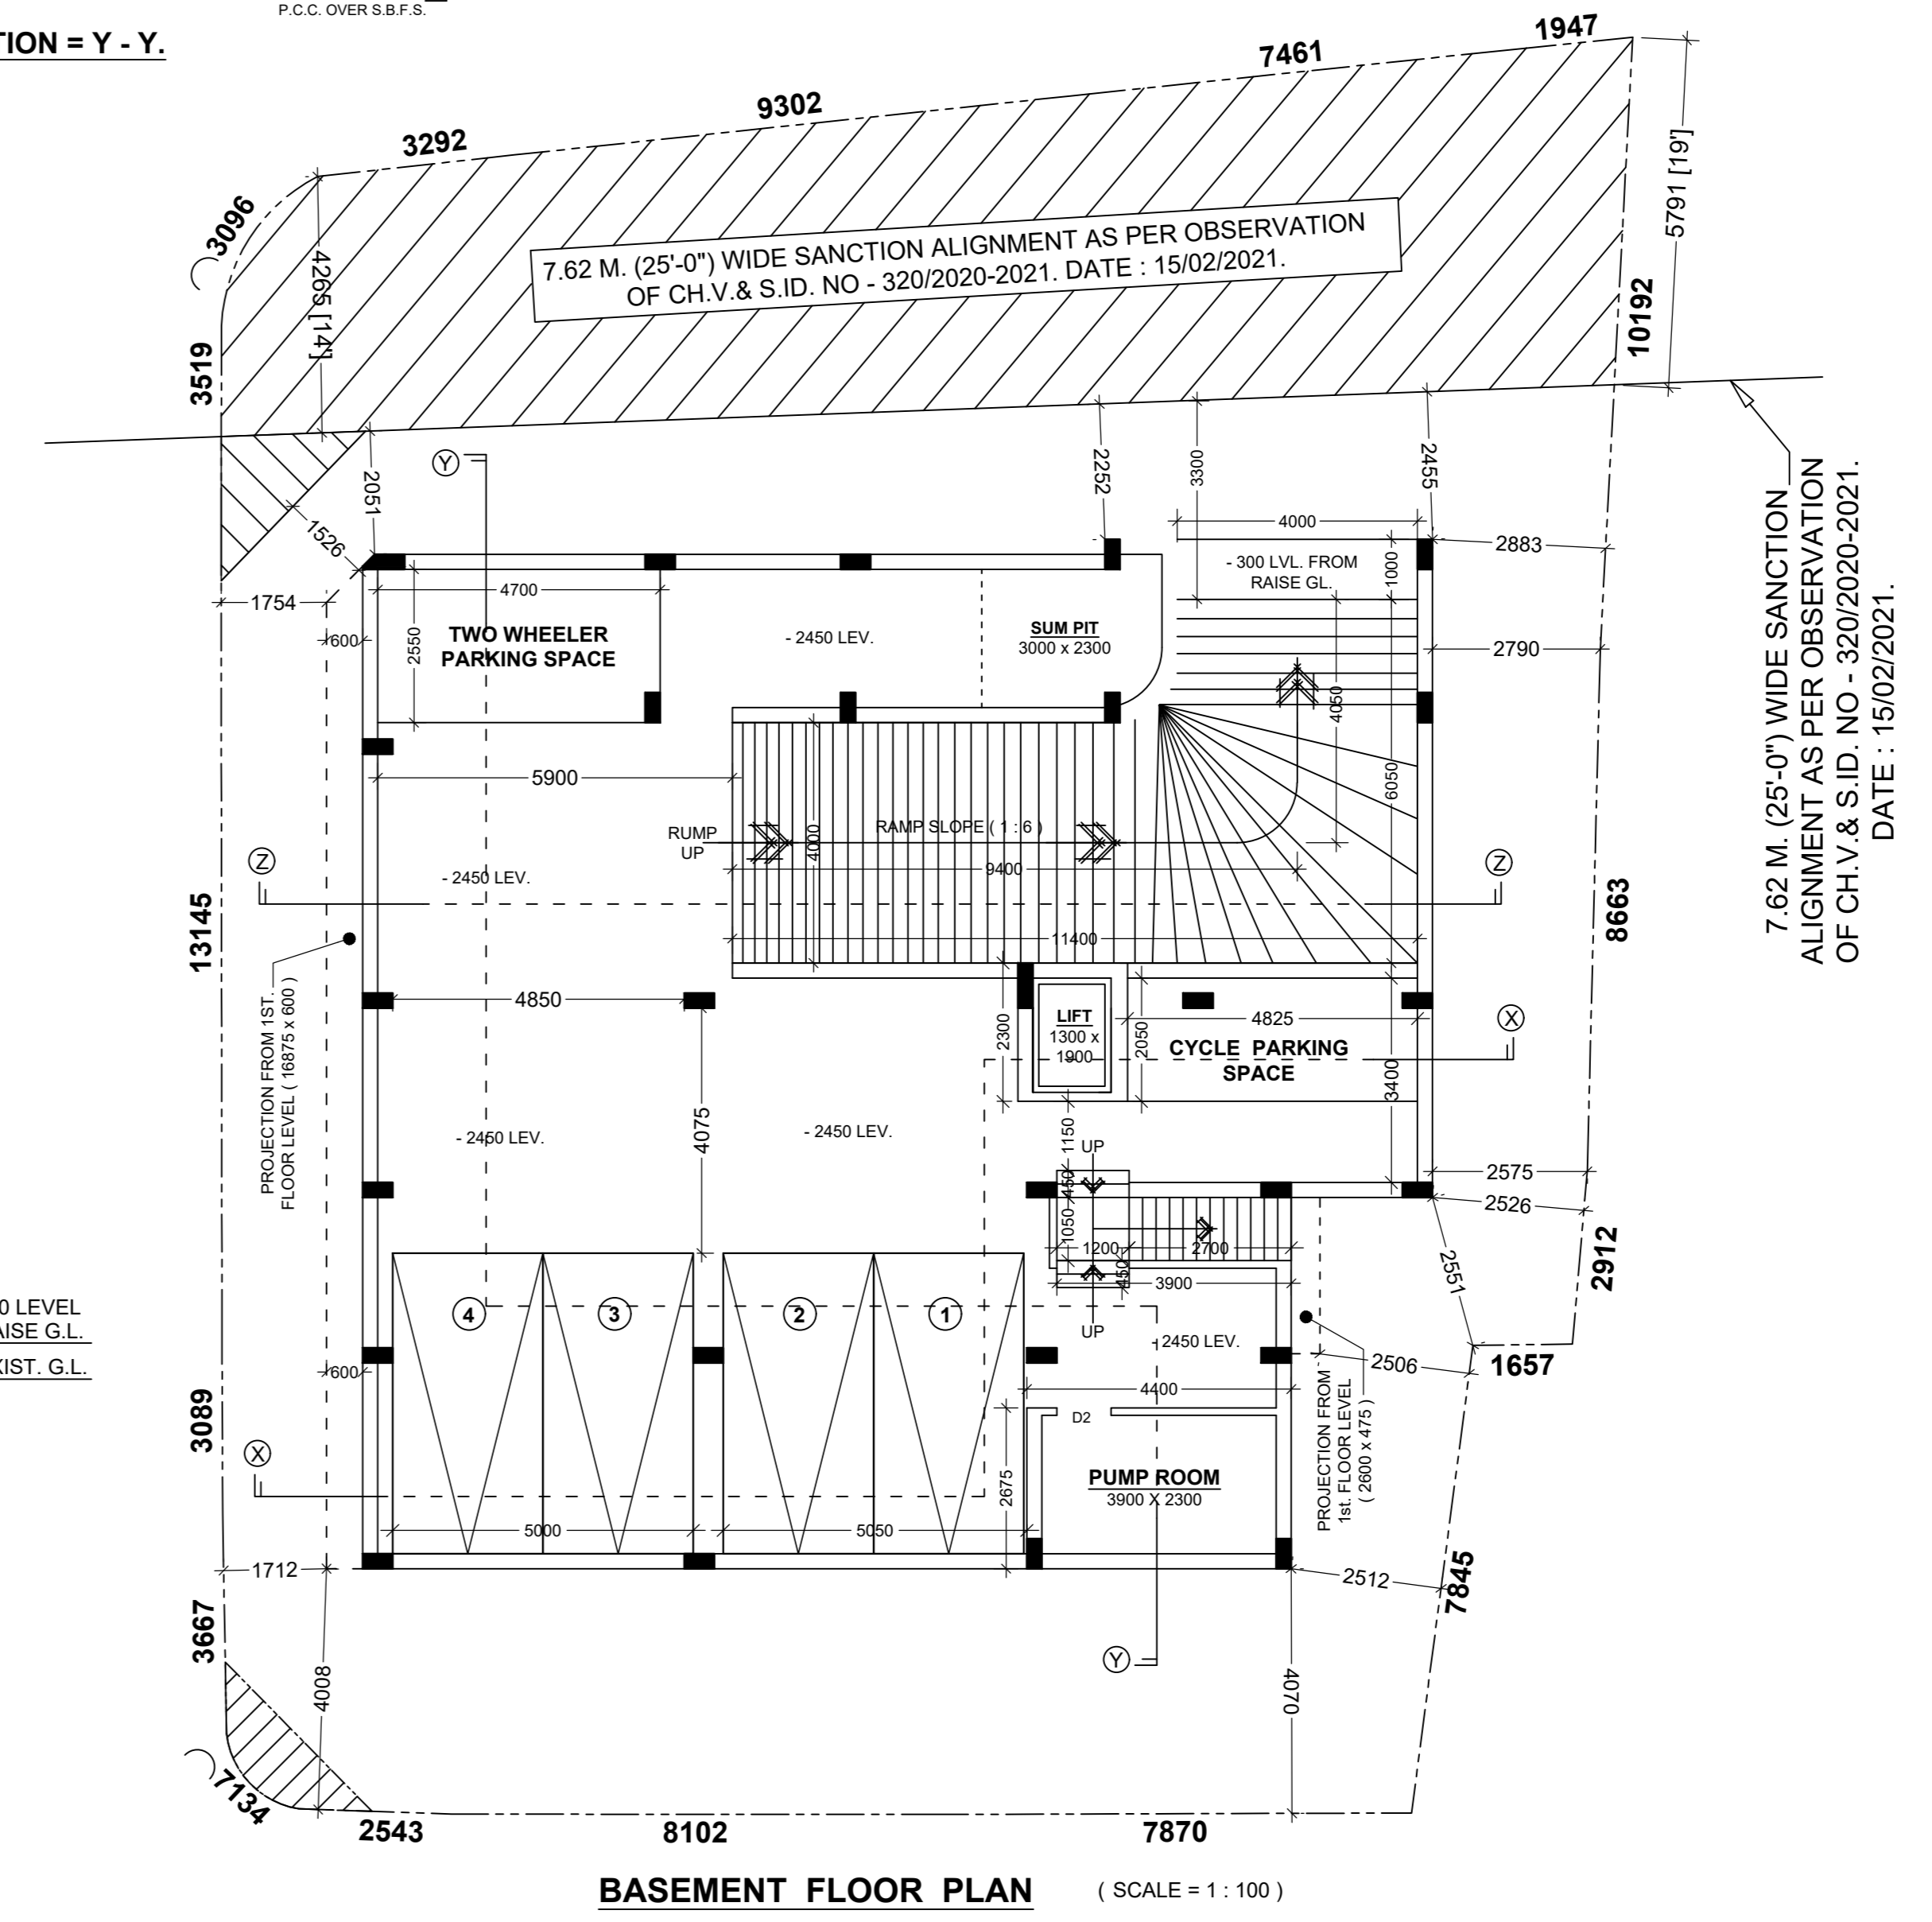 P.C.C. OVER S.B.F.S.
TION = Y - Y.
1947
7461
9302
3292
3096
5791 [19']
4265 [14']
7.62 M. (25'-0") WIDE SANCTION ALIGNMENT AS PER OBSERVATION
OF CH.V.& S.ID. NO - 320/2020-2021. DATE : 15/02/2021.
10192
3519
7.62 M. (25'-0") WIDE SANCTION
ALIGNMENT AS PER OBSERVATION
OF CH.V.& S.ID. NO - 320/2020-2021.
DATE : 15/02/2021.
Y
2051
2252
3300
2455
1526
4000
2883
- 300 LVL. FROM
RAISE GL.
1000
1754
600
4700
2550
TWO WHEELER
PARKING SPACE
- 2450 LEV.
SUM PIT
3000 x 2300
2790
4050
6050
5900
RUMP
UP
4000
RAMP SLOPE ( 1 : 6 )
9400
Z
Z
- 2450 LEV.
13145
8663
11400
PROJECTION FROM 1ST.
FLOOR LEVEL ( 16875 x 600 )
4850
2300
LIFT
1300 x
1900
2050
4825
CYCLE PARKING
SPACE
X
3400
4075
- 2450 LEV.
- 2450 LEV.
1150
UP
450
1050
2575
2526
1200
2700
450
3900
2551
2912
0 LEVEL
AISE G.L.
XIST. G.L.
4
3
2
1
UP
- 2450 LEV.
600
2506
1657
4400
D2
3089
X
2675
PUMP ROOM
3900 X 2300
PROJECTION FROM
1st. FLOOR LEVEL
( 2600 x 475 )
5000
5050
1712
2512
7845
3667
Y
4008
4070
7134
2543
8102
7870
BASEMENT FLOOR PLAN
( SCALE = 1 : 100 )